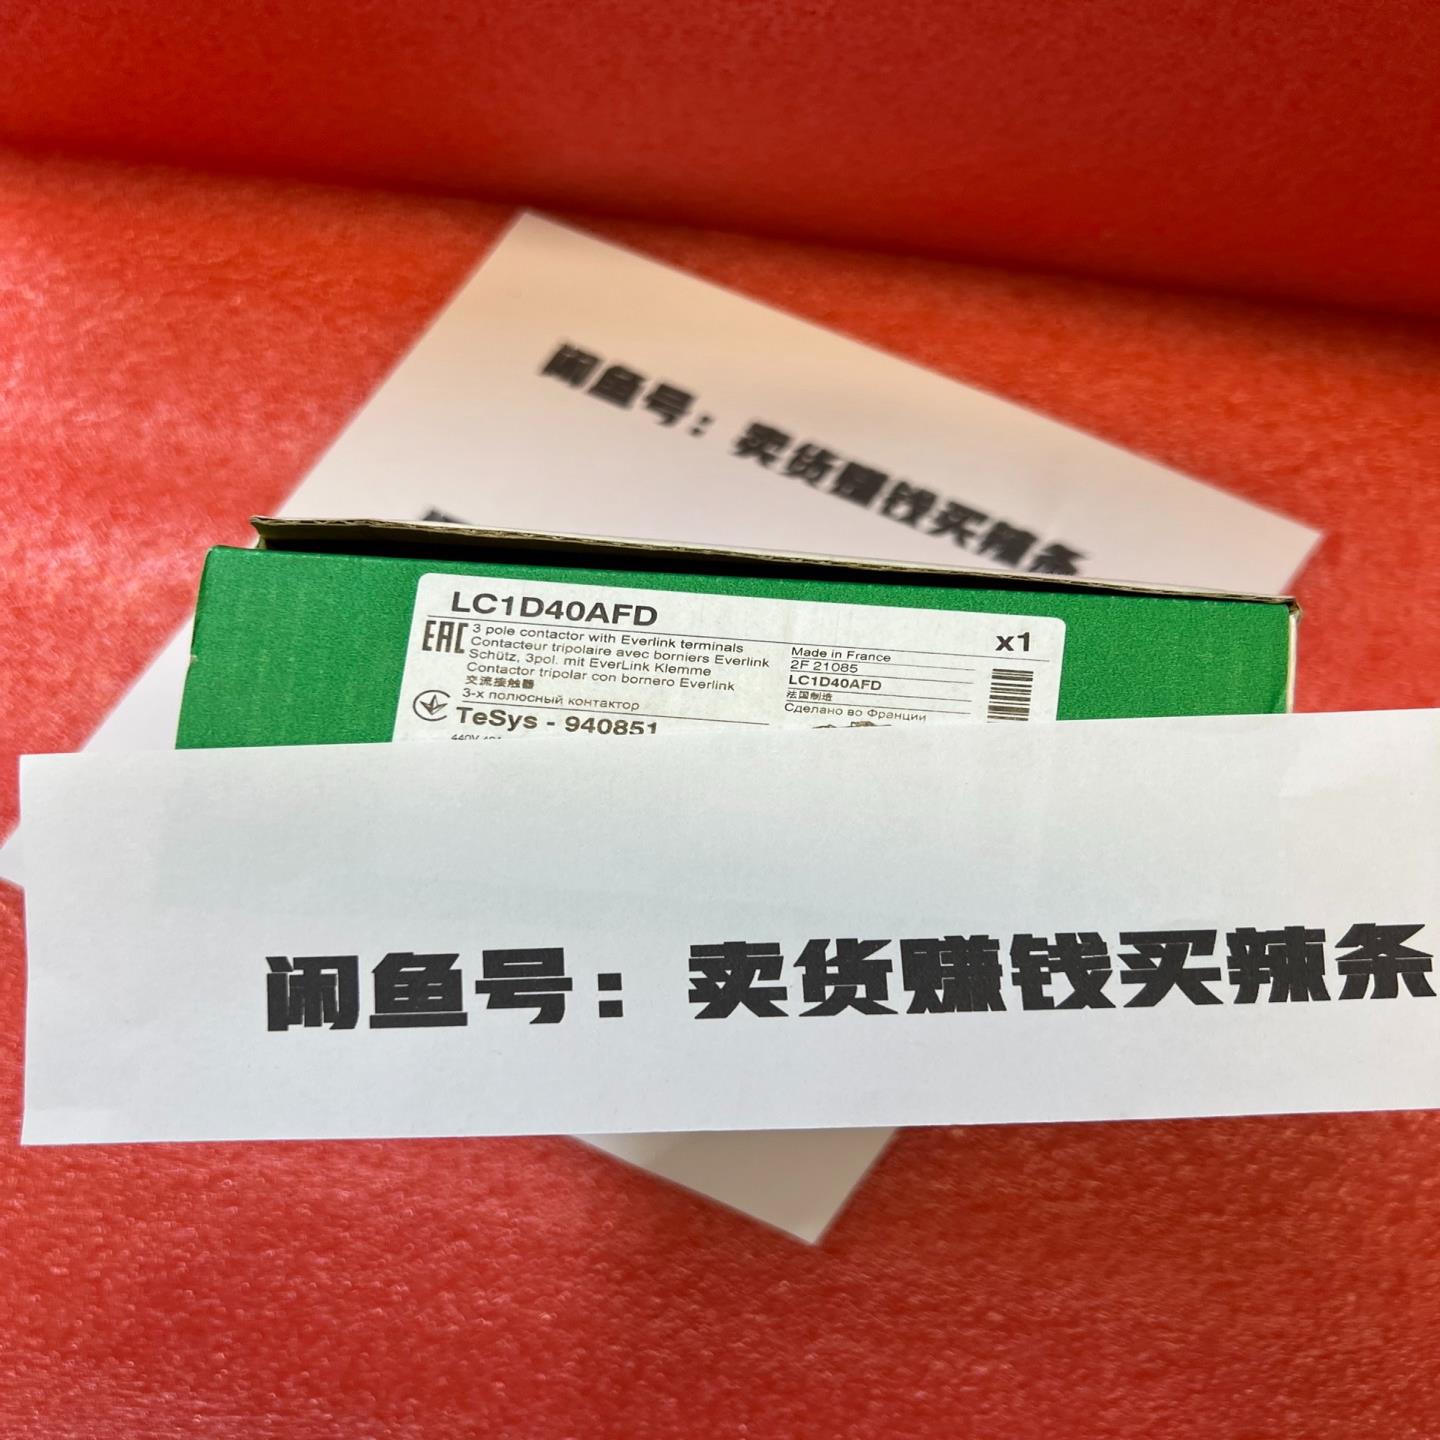 闲鱼号：卖货赚钱买辣条
LC1D40AFD
x1
EAC
3 pole contactor with Everlink terminals
Contacteur tripolaire avec borniers Everlink
Schütz, 3pol. mit EverLink Klemme
Contactor tripolar con bornero Everlink
交流接触器
3-х полюсный контактор
TeSys - 940851
Made in France
2F 21085
LC1D40AFD
法国制造
Сделано во Франции
闲鱼号：卖货赚钱买辣条